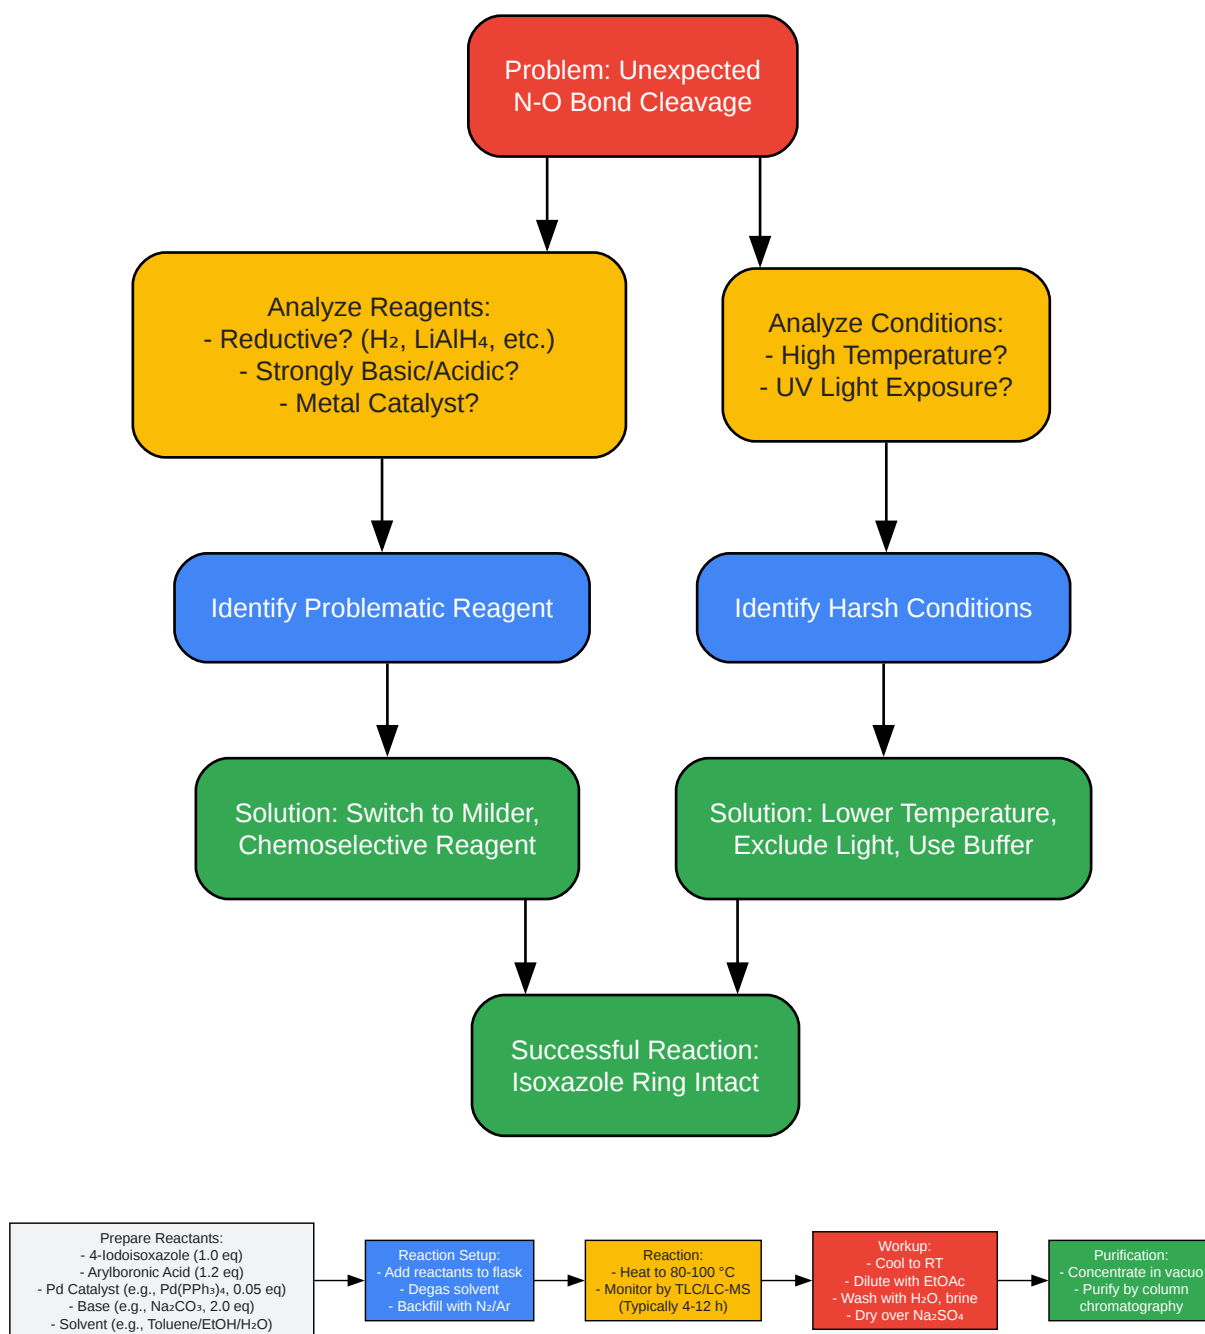 Problem: Unexpected
N-O Bond Cleavage
Analyze Reagents:
- Reductive? (H₂, LiAlH₄, etc.)
- Strongly Basic/Acidic?
- Metal Catalyst?
Analyze Conditions:
- High Temperature?
- UV Light Exposure?
Identify Problematic Reagent
Identify Harsh Conditions
Solution: Switch to Milder,
Chemoselective Reagent
Solution: Lower Temperature,
Exclude Light, Use Buffer
Successful Reaction:
Isoxazole Ring Intact
Prepare Reactants:
- 4-Iodoisoxazole (1.0 eq)
- Arylboronic Acid (1.2 eq)
- Pd Catalyst (e.g., Pd(PPh₃)₄, 0.05 eq)
- Base (e.g., Na₂CO₃, 2.0 eq)
- Solvent (e.g., Toluene/EtOH/H₂O)
Reaction Setup:
- Add reactants to flask
- Degas solvent
- Backfill with N₂/Ar
Reaction:
- Heat to 80-100 °C
- Monitor by TLC/LC-MS
(Typically 4-12 h)
Workup:
- Cool to RT
- Dilute with EtOAc
- Wash with H₂O, brine
- Dry over Na₂SO₄
Purification:
- Concentrate in vacuo
- Purify by column
chromatography